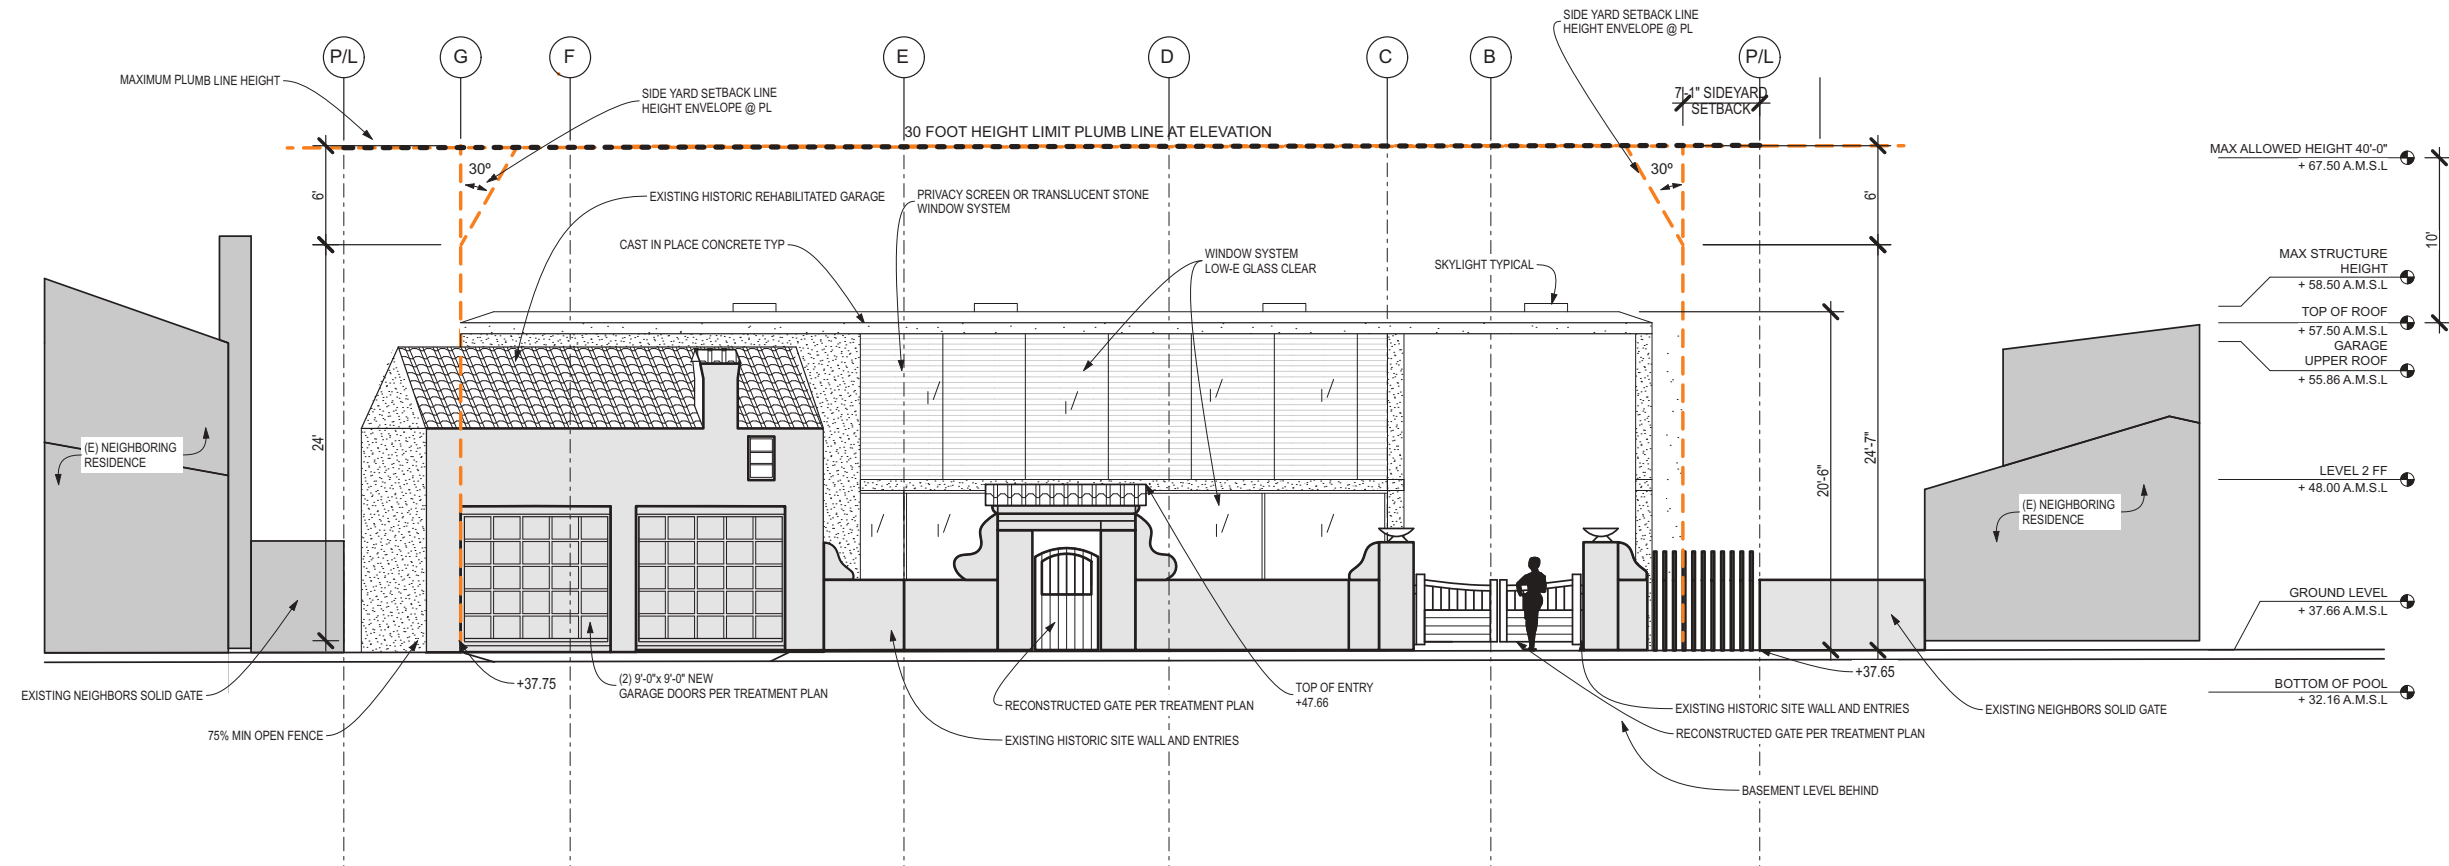 SIDE YARD SETBACK LINE
HEIGHT ENVELOPE @ PL
P/L
G
F
E
D
C
B
P/L
MAXIMUM PLUMB LINE HEIGHT
SIDE YARD SETBACK LINE
HEIGHT ENVELOPE @ PL
7'-1" SIDEYARD
SETBACK
30 FOOT HEIGHT LIMIT PLUMB LINE AT ELEVATION
30º
30º
6'
6'
MAX ALLOWED HEIGHT 40'-0"
+ 67.50 A.M.S.L
EXISTING HISTORIC REHABILITATED GARAGE
PRIVACY SCREEN OR TRANSLUCENT STONE
WINDOW SYSTEM
CAST IN PLACE CONCRETE TYP
WINDOW SYSTEM
LOW-E GLASS CLEAR
SKYLIGHT TYPICAL
10'
MAX STRUCTURE
HEIGHT
+ 58.50 A.M.S.L
TOP OF ROOF
+ 57.50 A.M.S.L
GARAGE
UPPER ROOF
+ 55.86 A.M.S.L
(E) NEIGHBORING
RESIDENCE
24'
24'-7"
20'-6"
LEVEL 2 FF
+ 48.00 A.M.S.L
(E) NEIGHBORING
RESIDENCE
GROUND LEVEL
+ 37.66 A.M.S.L
EXISTING NEIGHBORS SOLID GATE
+37.75
(2) 9'-0"x 9'-0" NEW
GARAGE DOORS PER TREATMENT PLAN
TOP OF ENTRY
+47.66
+37.65
BOTTOM OF POOL
+ 32.16 A.M.S.L
RECONSTRUCTED GATE PER TREATMENT PLAN
EXISTING HISTORIC SITE WALL AND ENTRIES
EXISTING NEIGHBORS SOLID GATE
75% MIN OPEN FENCE
EXISTING HISTORIC SITE WALL AND ENTRIES
RECONSTRUCTED GATE PER TREATMENT PLAN
BASEMENT LEVEL BEHIND